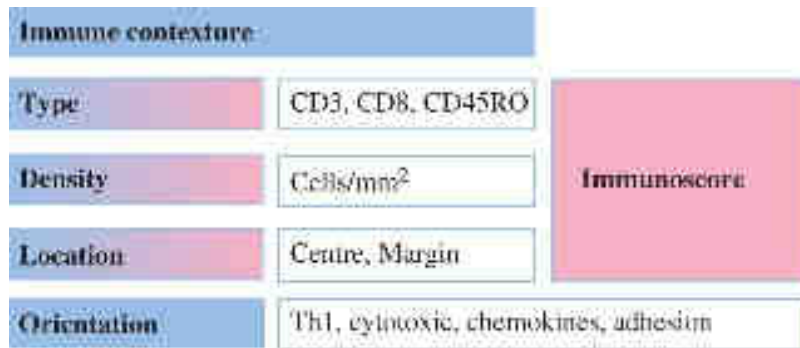 Immune contexture
Type
CD3, CD8, CD45RO
Density
Cells/mm²
Immunoscore
Location
Centre, Margin
Orientation
Th1, cytotoxic, chemokines, adhesion